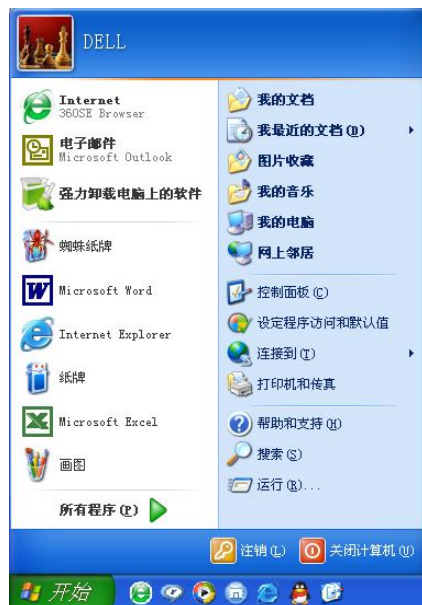 DELL
Internet
360SE Browser
电子邮件
Microsoft Outlook
强力卸载电脑上的软件
蜘蛛纸牌
Microsoft Word
Internet Explorer
纸牌
Microsoft Excel
画图
所有程序(P)
我的文档
我最近的文档(D)
图片收藏
我的音乐
我的电脑
网上邻居
控制面板(C)
设定程序访问和默认值
连接到(T)
打印机和传真
帮助和支持(H)
搜索(S)
运行(R)...
注销(L)
关闭计算机(U)
开始